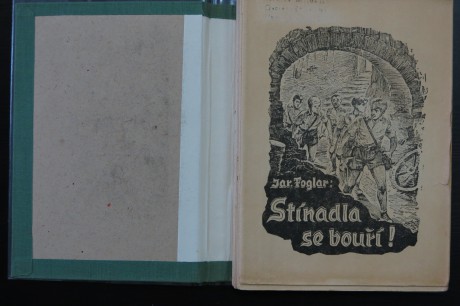 Jar. Foglar:
Stínadla
se bouří!